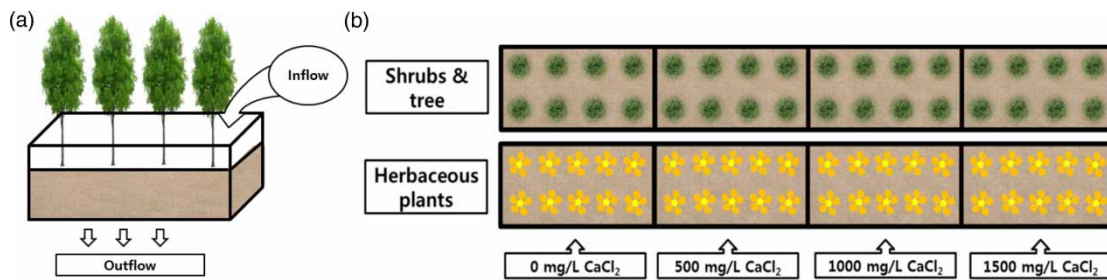 (a)
Inflow
Outflow
(b)
Shrubs &
tree
Herbaceous
plants
0 mg/L CaCl₂
500 mg/L CaCl₂
1000 mg/L CaCl₂
1500 mg/L CaCl₂